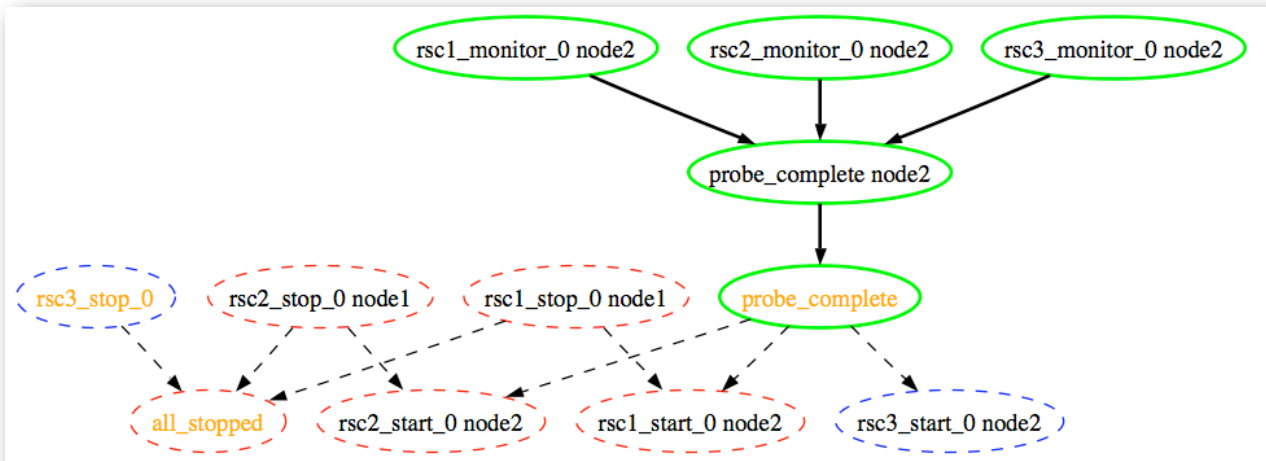 rsc1_monitor_0 node2
rsc2_monitor_0 node2
rsc3_monitor_0 node2
probe_complete node2
rsc3_stop_0
rsc2_stop_0 node1
rsc1_stop_0 node1
probe_complete
all_stopped
rsc2_start_0 node2
rsc1_start_0 node2
rsc3_start_0 node2